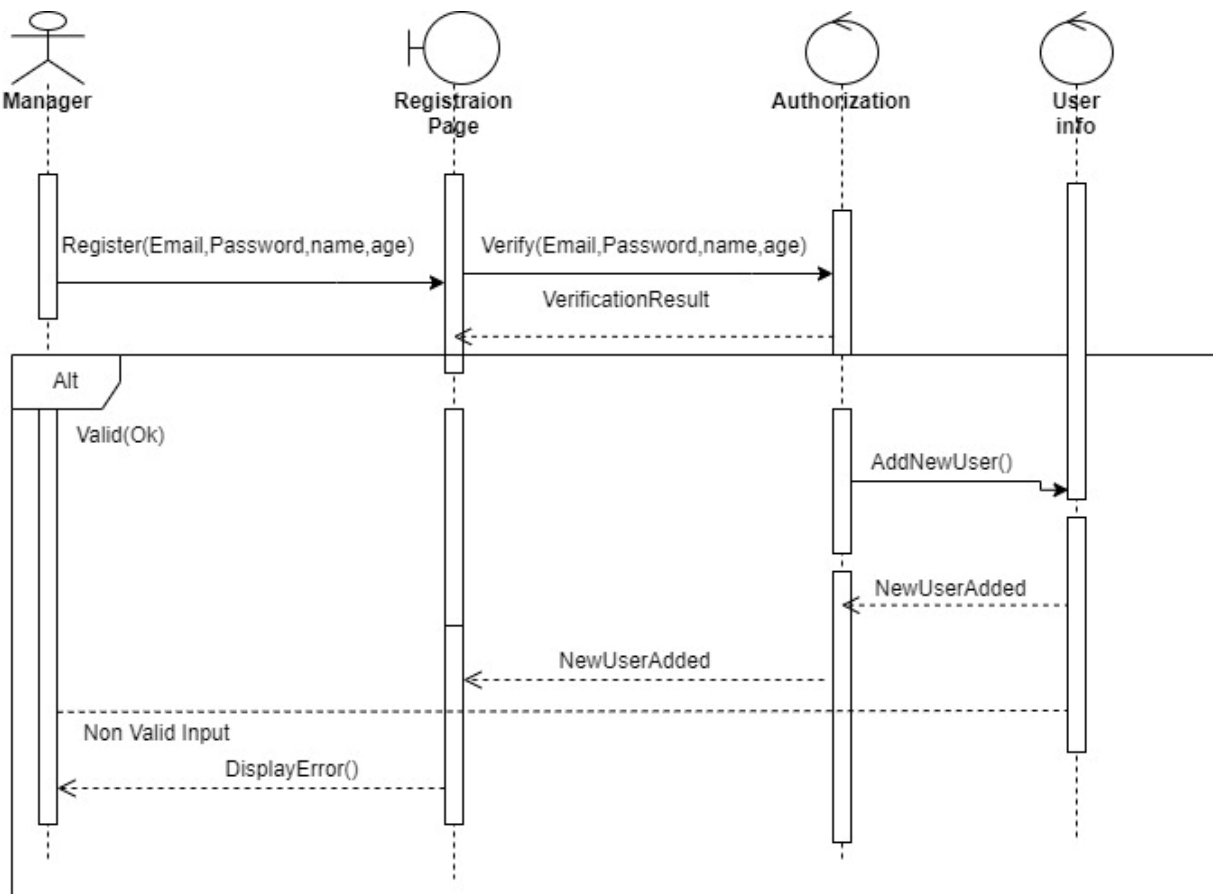 Manager
Registraion
Page
Authorization
User
info
Register(Email,Password,name,age)
Verify(Email,Password,name,age)
VerificationResult
Alt
Valid(Ok)
AddNewUser()
NewUserAdded
NewUserAdded
Non Valid Input
DisplayError()